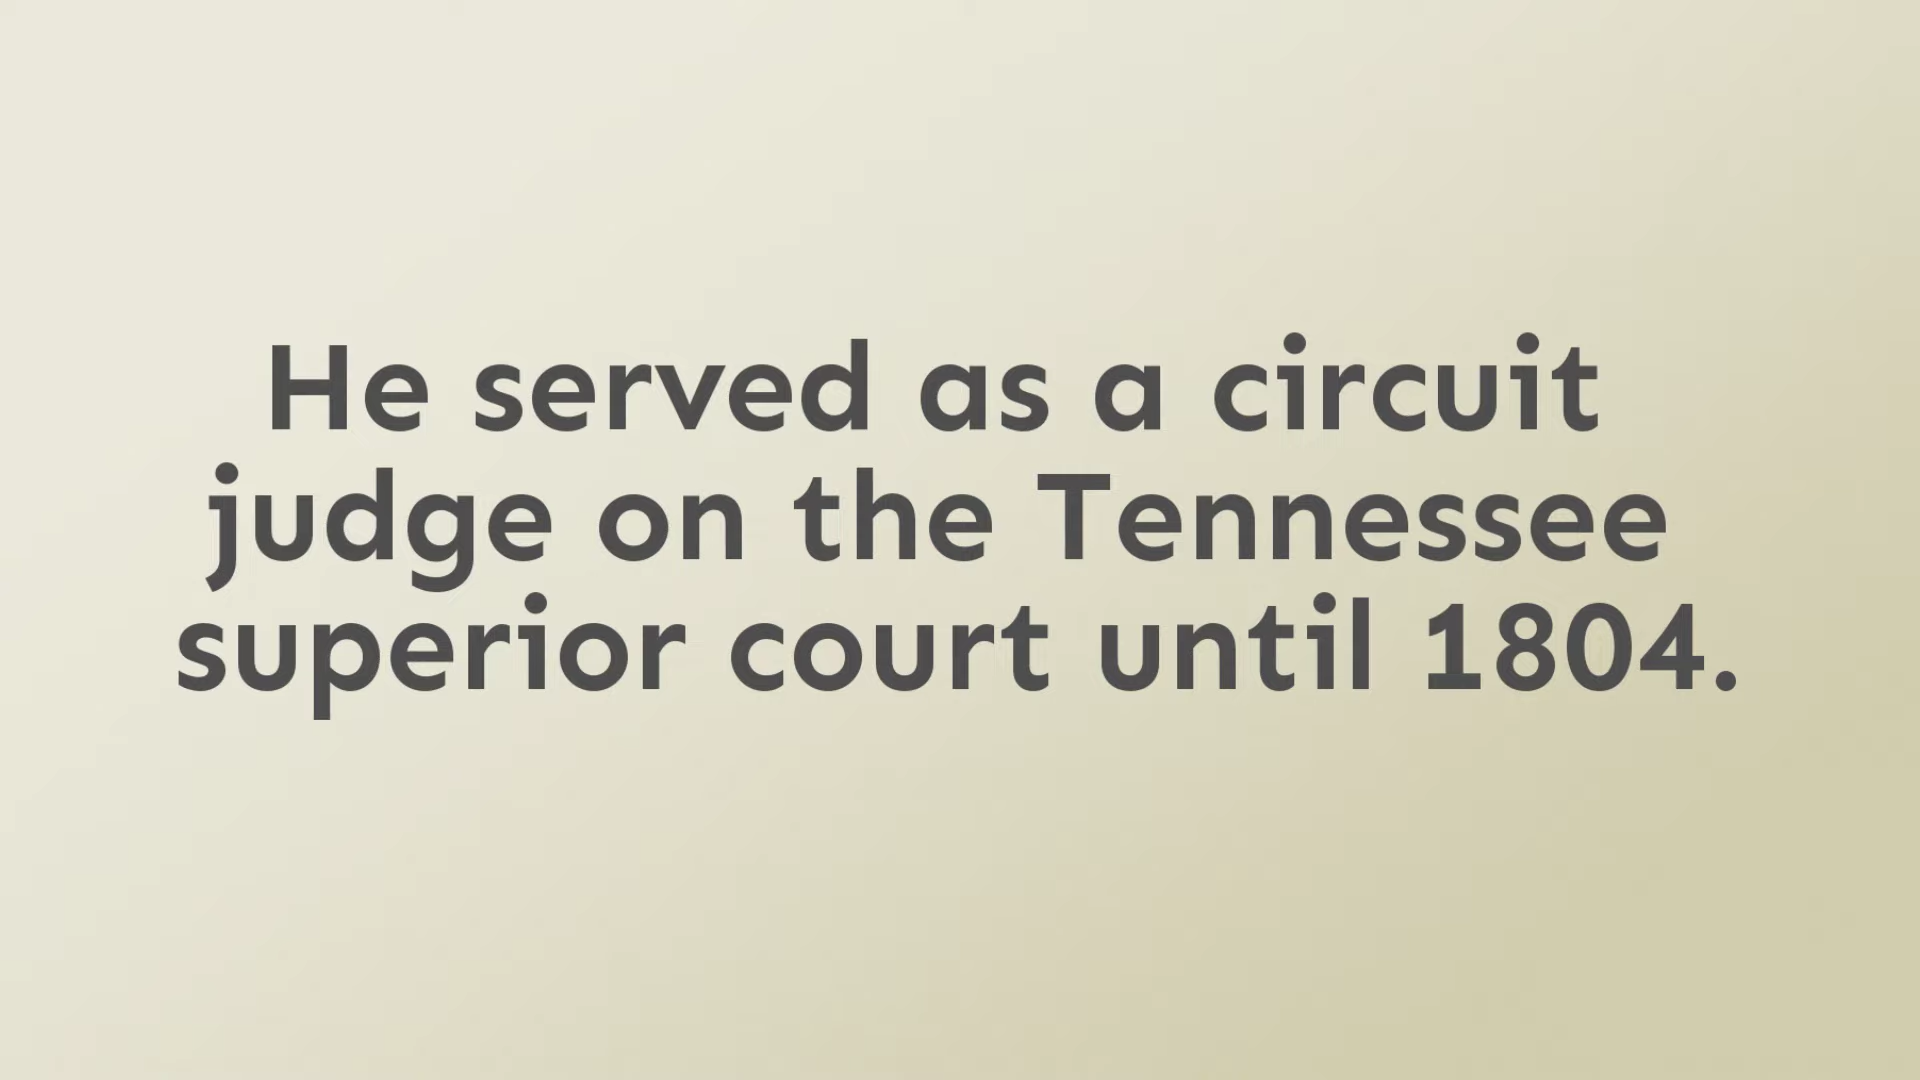 He served as a circuit
judge on the Tennessee
superior court until 1804.